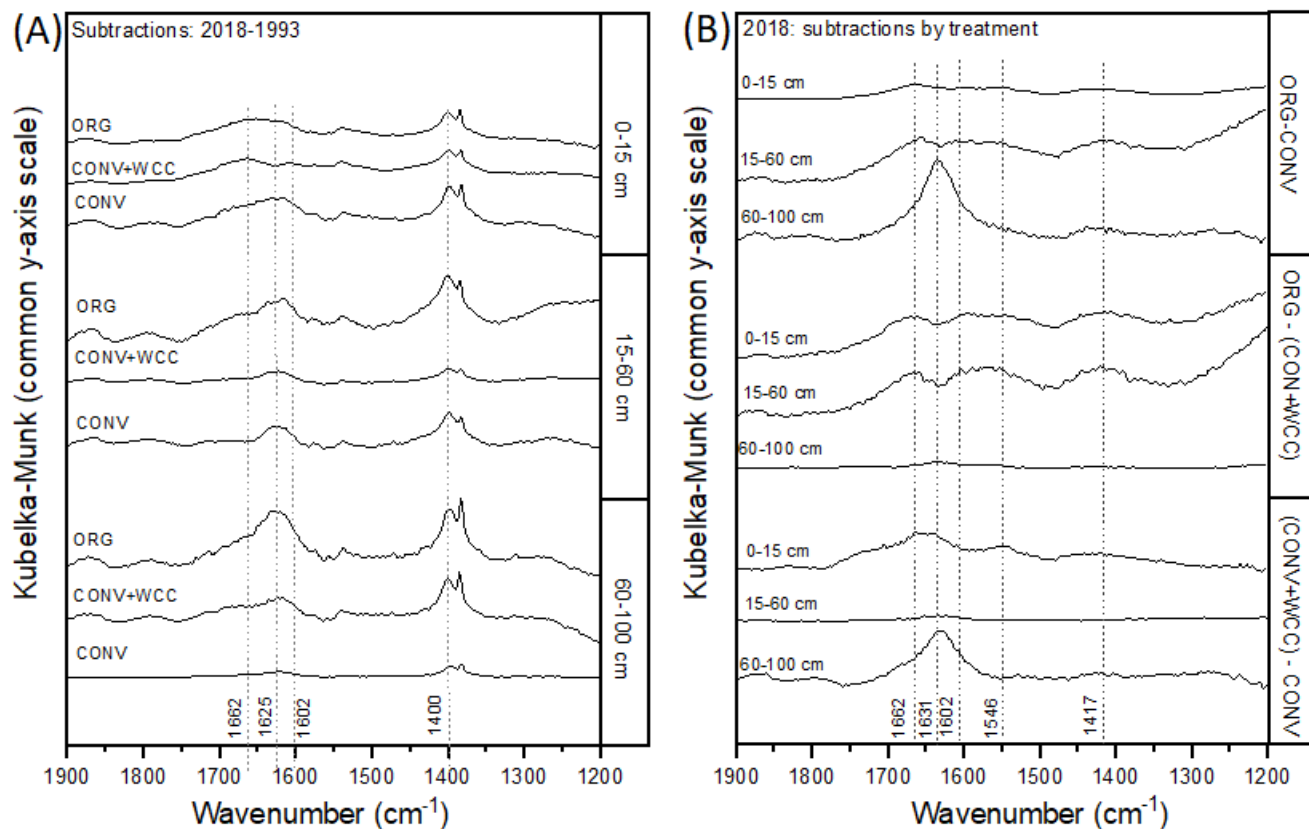 (A)
Subtractions: 2018-1993
Kubelka-Munk (common y-axis scale)
ORG
CONV+WCC
CONV
0-15 cm
ORG
CONV+WCC
CONV
15-60 cm
ORG
CONV+WCC
CONV
60-100 cm
1662
1625
1602
1400
1900 1800 1700 1600 1500 1400 1300 1200
Wavenumber (cm⁻¹)
(B)
2018: subtractions by treatment
Kubelka-Munk (common y-axis scale)
0-15 cm
15-60 cm
60-100 cm
ORG-CONV
0-15 cm
15-60 cm
60-100 cm
ORG - (CON+WCC)
0-15 cm
15-60 cm
60-100 cm
(CONV+WCC) - CONV
1662
1631
1602
1546
1417
1900 1800 1700 1600 1500 1400 1300 1200
Wavenumber (cm⁻¹)